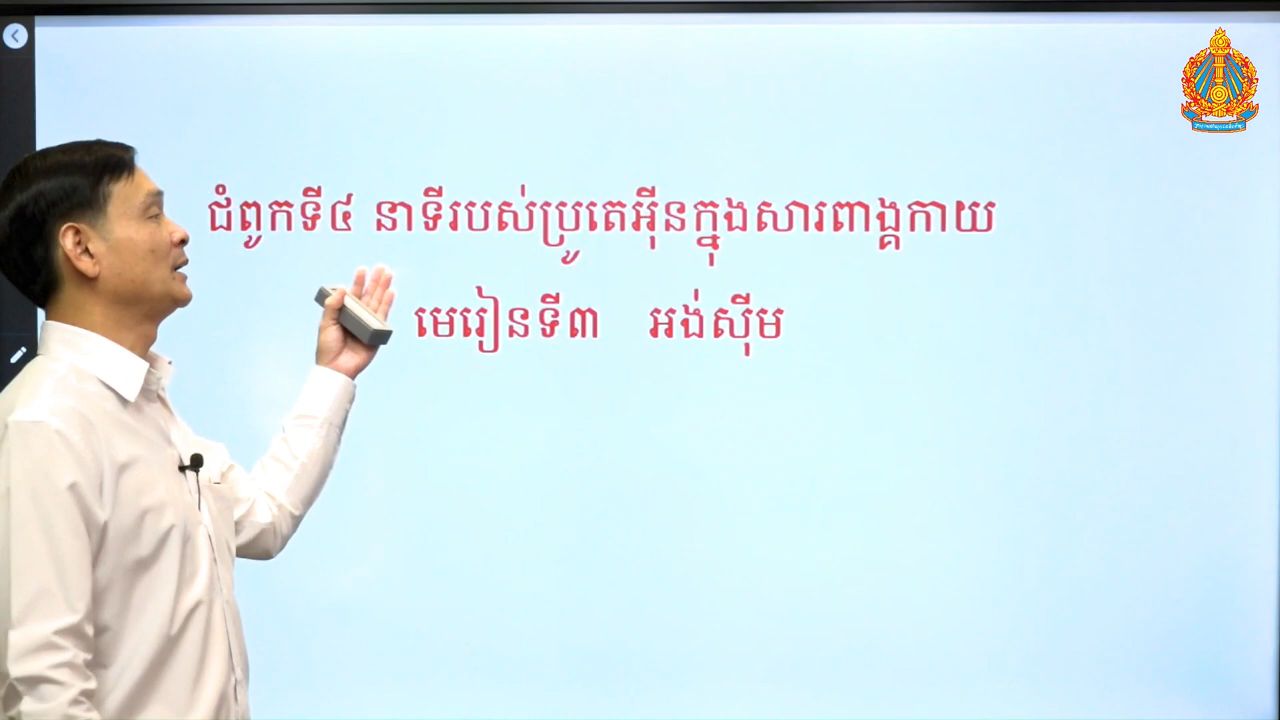 ជំពូកទី៤ នាទីរបស់ប្រូតេអ៊ីនក្នុងសារពាង្គកាយ
មេរៀនទី៣ អង់ស៊ីម